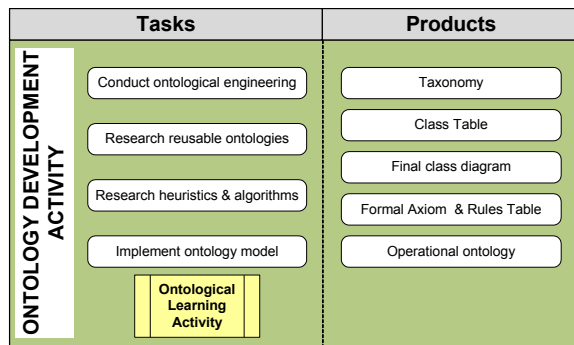 Tasks
Products
ONTOLOGY DEVELOPMENT
ACTIVITY
Conduct ontological engineering
Research reusable ontologies
Research heuristics & algorithms
Implement ontology model
Ontological
Learning
Activity
Taxonomy
Class Table
Final class diagram
Formal Axiom & Rules Table
Operational ontology